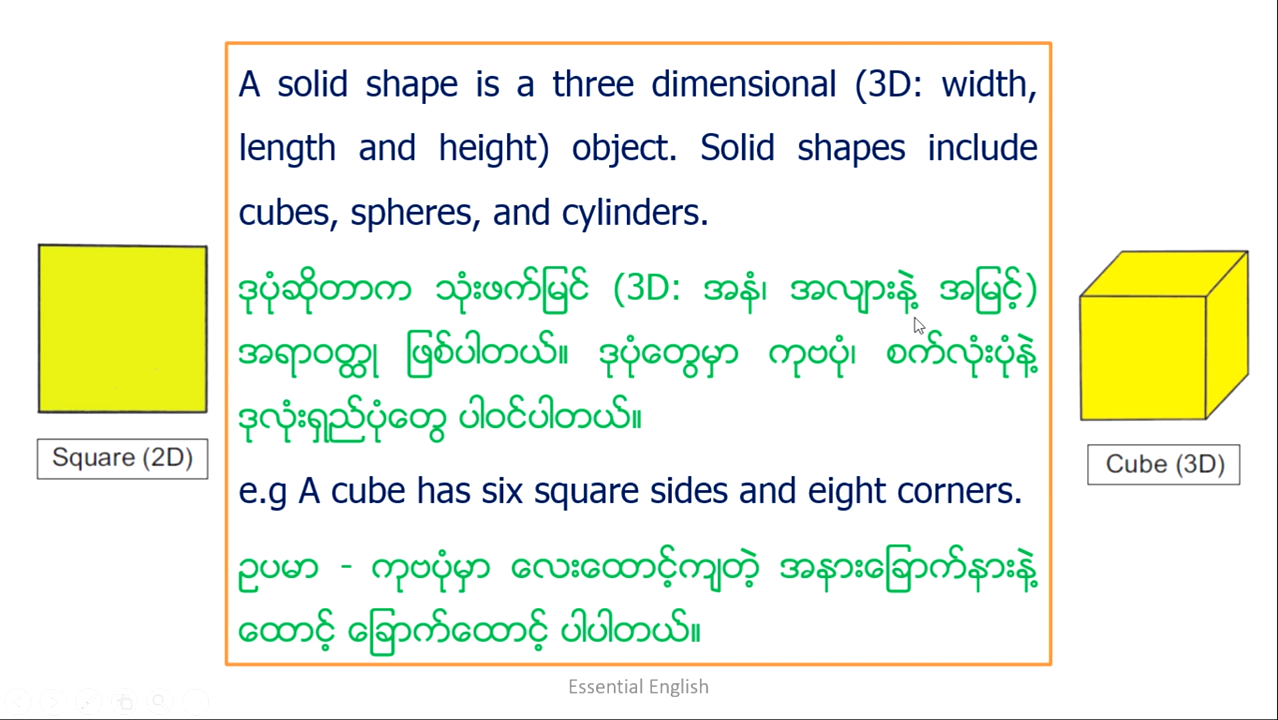 A solid shape is a three dimensional (3D: width,
length and height) object. Solid shapes include
cubes, spheres, and cylinders.
ဒုပုံဆိုတာက သုံးဖက်မြင် (3D: အနံ၊ အလျားနဲ့ အမြင့်)
အရာဝတ္ထု ဖြစ်ပါတယ်။ ဒုပုံတွေမှာ ကုဗပုံ၊ စက်လုံးပုံနဲ့
ဒုလုံးရှည်ပုံတွေ ပါဝင်ပါတယ်။
e.g A cube has six square sides and eight corners.
ဥပမာ - ကုဗပုံမှာ လေးထောင့်ကျတဲ့ အနားခြောက်နားနဲ့
ထောင့် ခြောက်ထောင့် ပါပါတယ်။
Square (2D)
Cube (3D)
Essential English